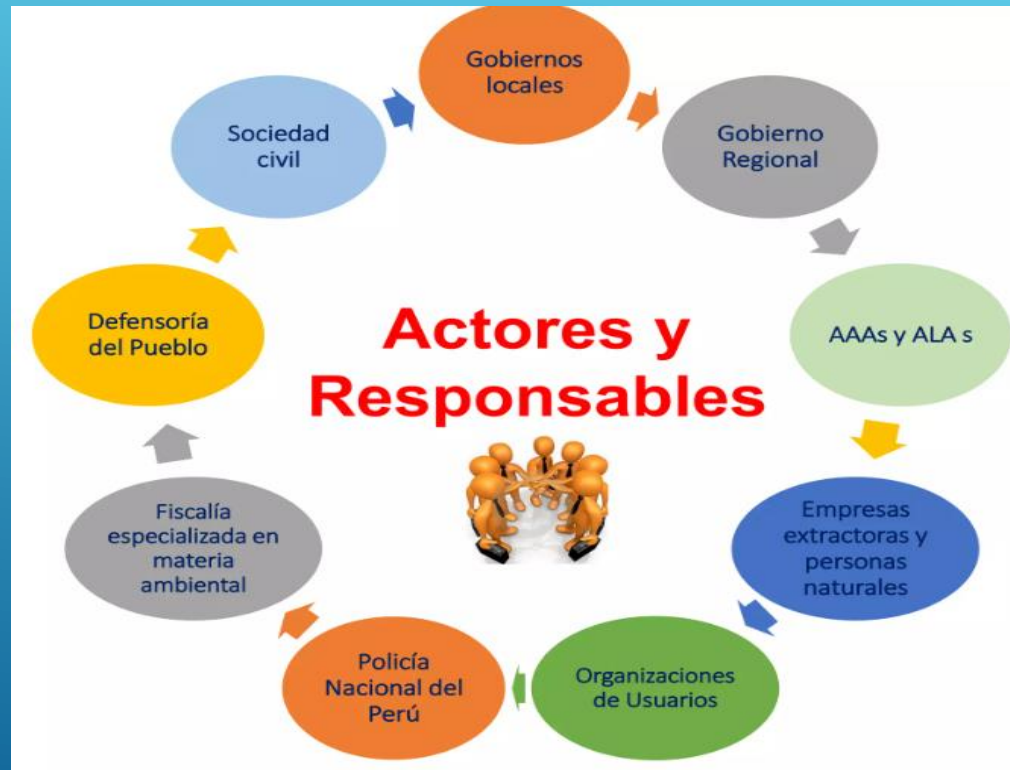 Actores y
Responsables
Gobiernos
locales
Gobierno
Regional
AAAs y ALA s
Empresas
extractoras y
personas
naturales
Organizaciones
de Usuarios
Policía
Nacional del
Perú
Fiscalía
especializada en
materia
ambiental
Defensoría
del Pueblo
Sociedad
civil